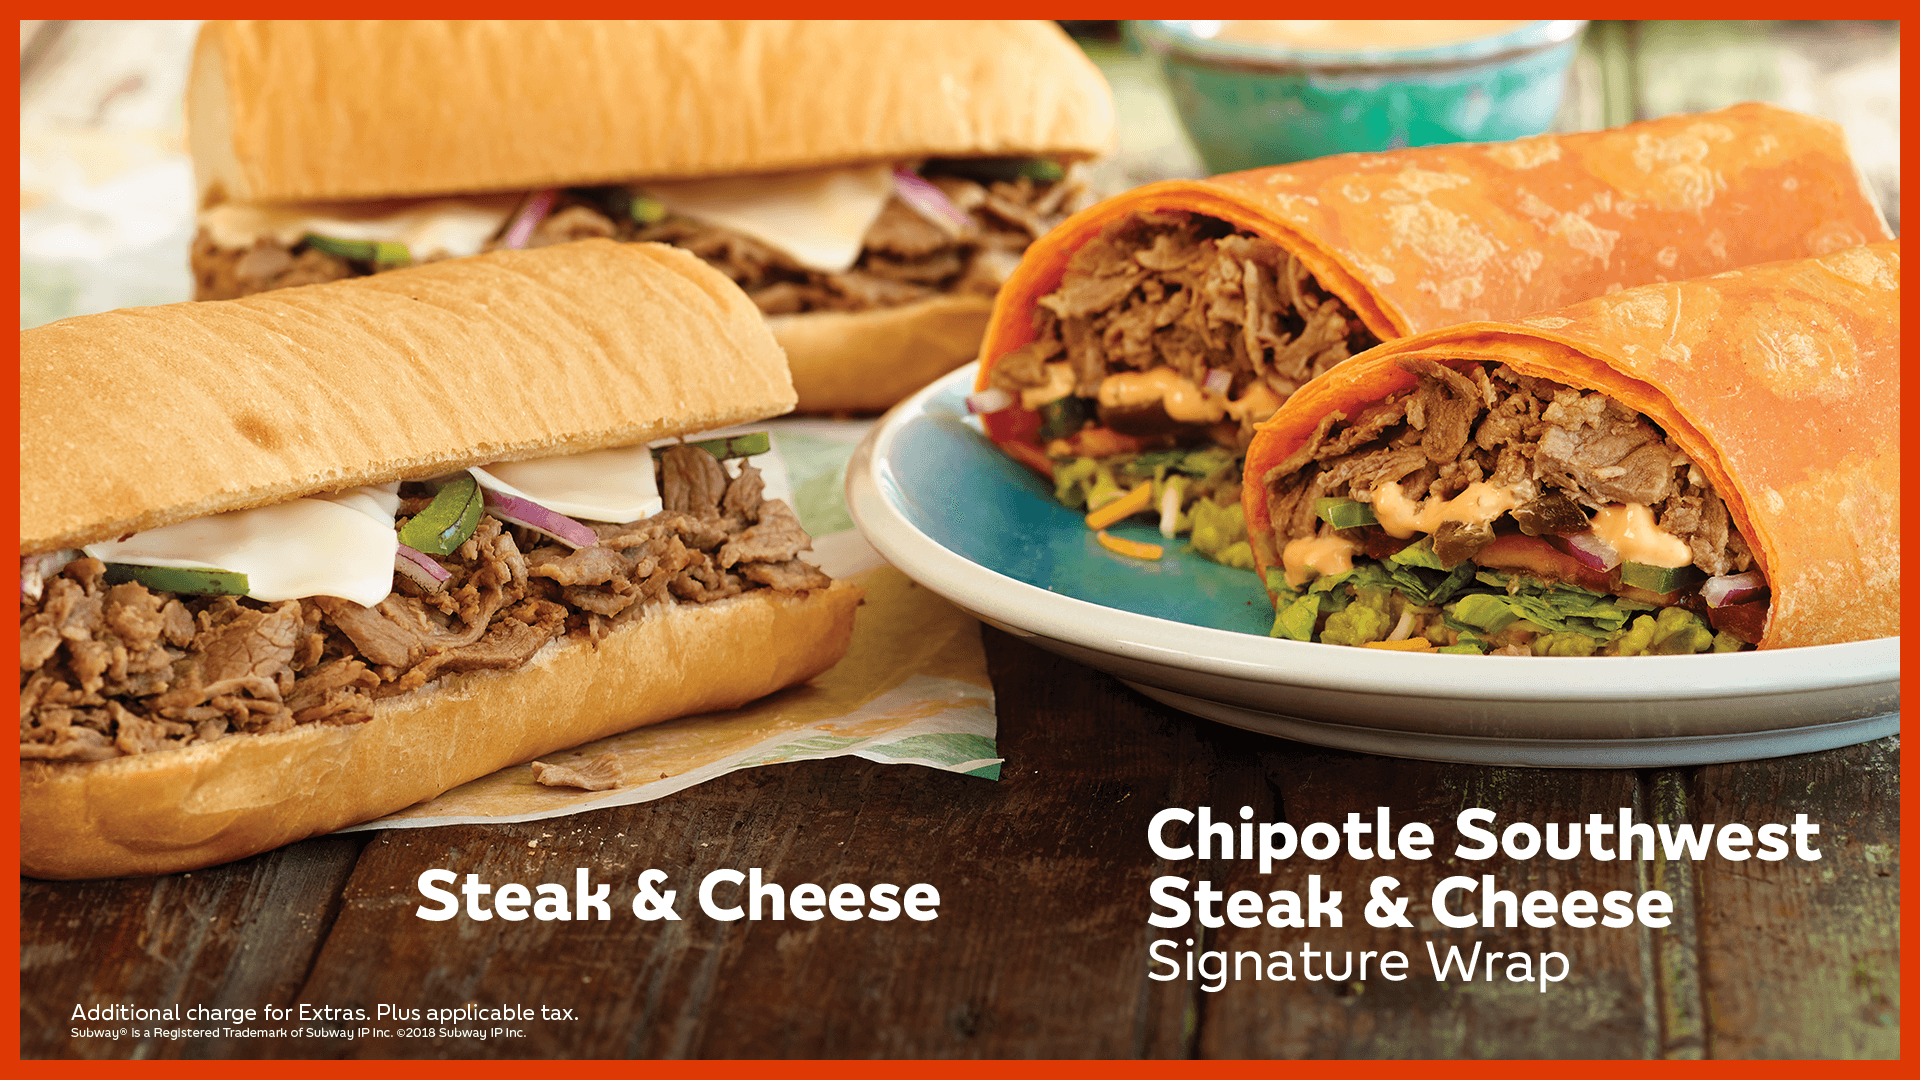 Steak & Cheese
Chipotle Southwest
Steak & Cheese
Signature Wrap
Additional charge for Extras. Plus applicable tax.
Subway® is a Registered Trademark of Subway IP Inc. ©2018 Subway IP Inc.